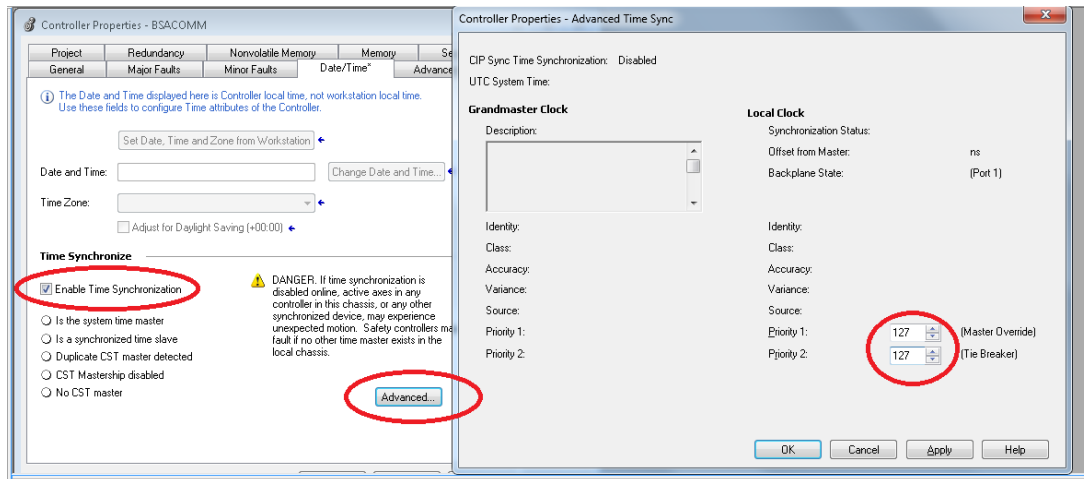 Controller Properties - BSACOMM
Project Redundancy Nonvolatile Memory Memory
General Major Faults Minor Faults Date/Time* Advance
The Date and Time displayed here is Controller local time, not workstation local time.
Use these fields to configure Time attributes of the Controller.
Set Date, Time and Zone from Workstation
Date and Time:
Change Date and Time...
Time Zone:
Adjust for Daylight Saving (+00:00)
Time Synchronize
Enable Time Synchronization
Is the system time master
Is a synchronized time slave
Duplicate CST master detected
CST Mastership disabled
No CST master
DANGER. If time synchronization is
disabled online, active axes in any
controller in this chassis, or any other
synchronized device, may experience
unexpected motion. Safety controllers ma
fault if no other time master exists in the
local chassis.
Advanced...
Controller Properties - Advanced Time Sync
CIP Sync Time Synchronization: Disabled
UTC System Time:
Grandmaster Clock
Description:
Identity:
Class:
Accuracy:
Variance:
Source:
Priority 1:
Priority 2:
Local Clock
Synchronization Status:
Offset from Master: ns
Backplane State: (Port 1)
Identity:
Class:
Accuracy:
Variance:
Source:
Priority 1: 127 (Master Override)
Priority 2: 127 (Tie Breaker)
OK Cancel Apply Help